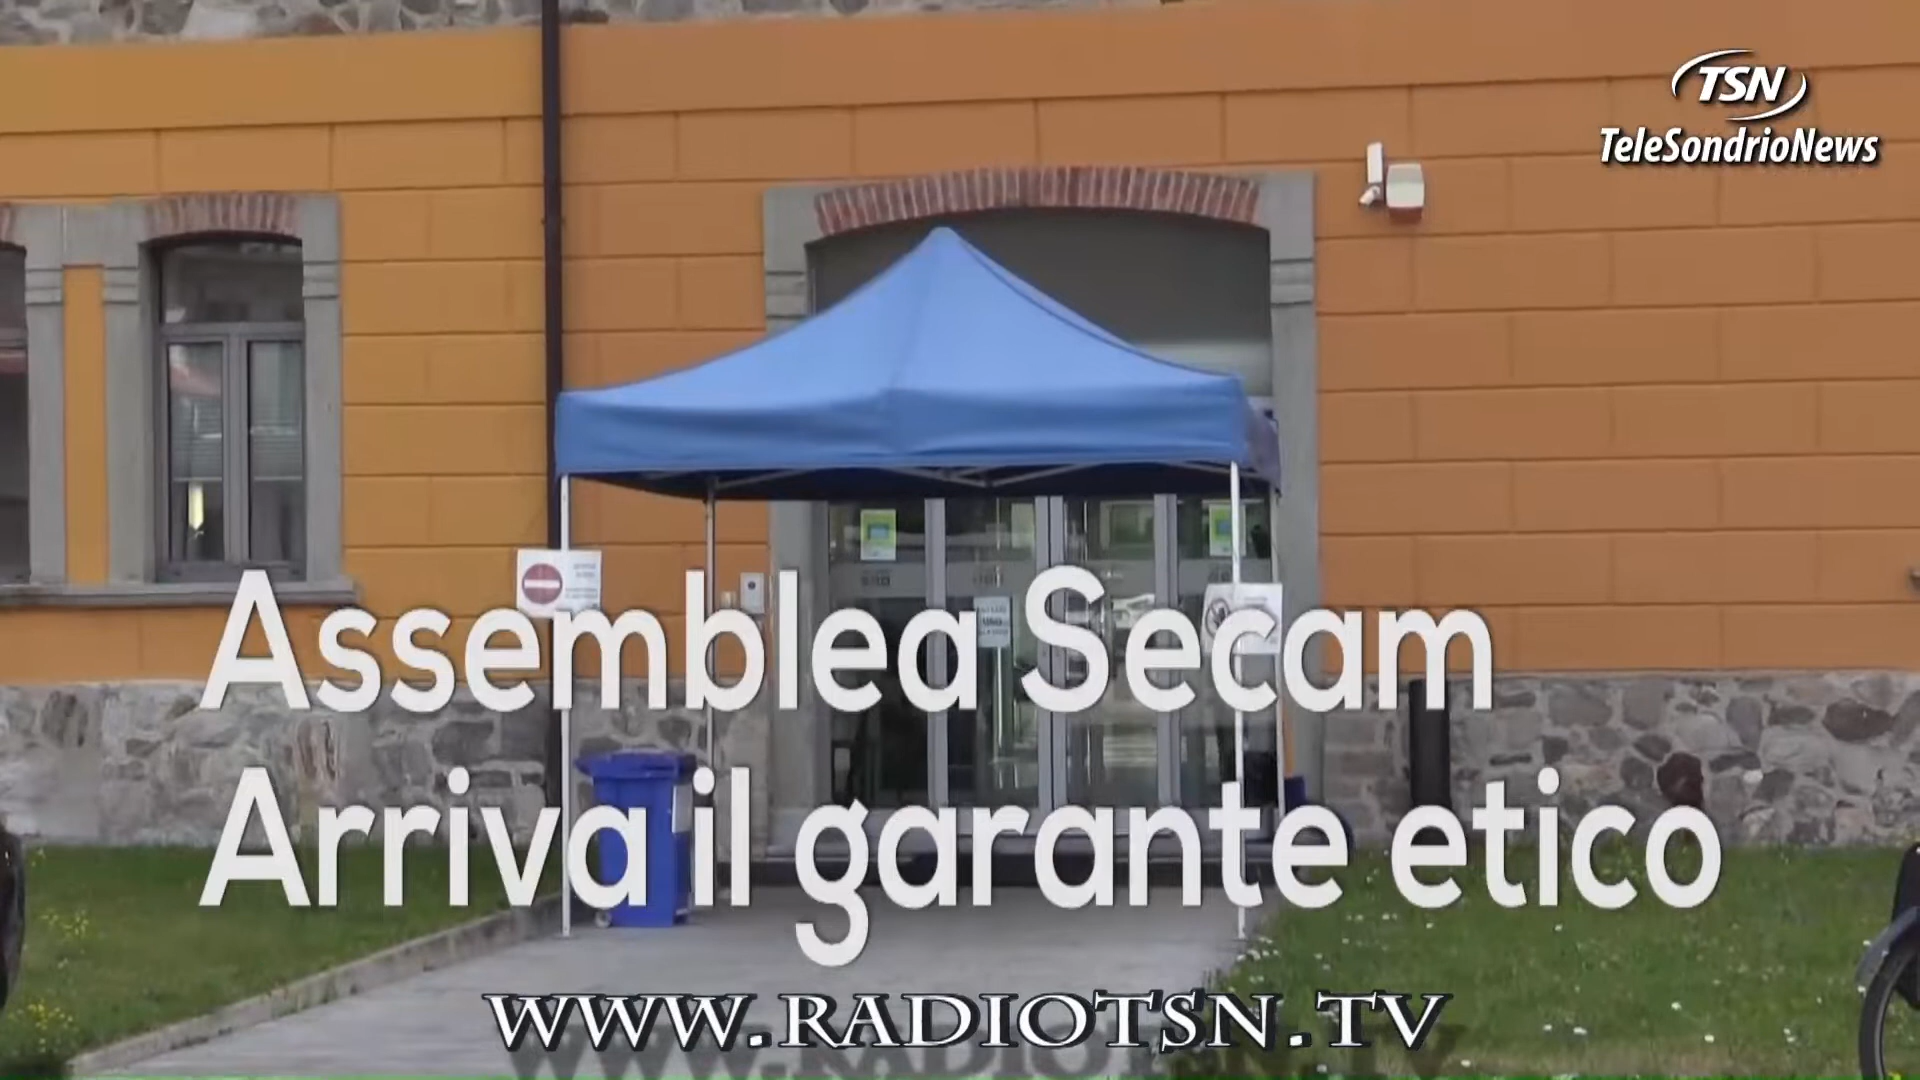 TSN
TeleSondrioNews
Assemblea Secam
Arriva il garante etico
WWW.RADIOTSN.TV